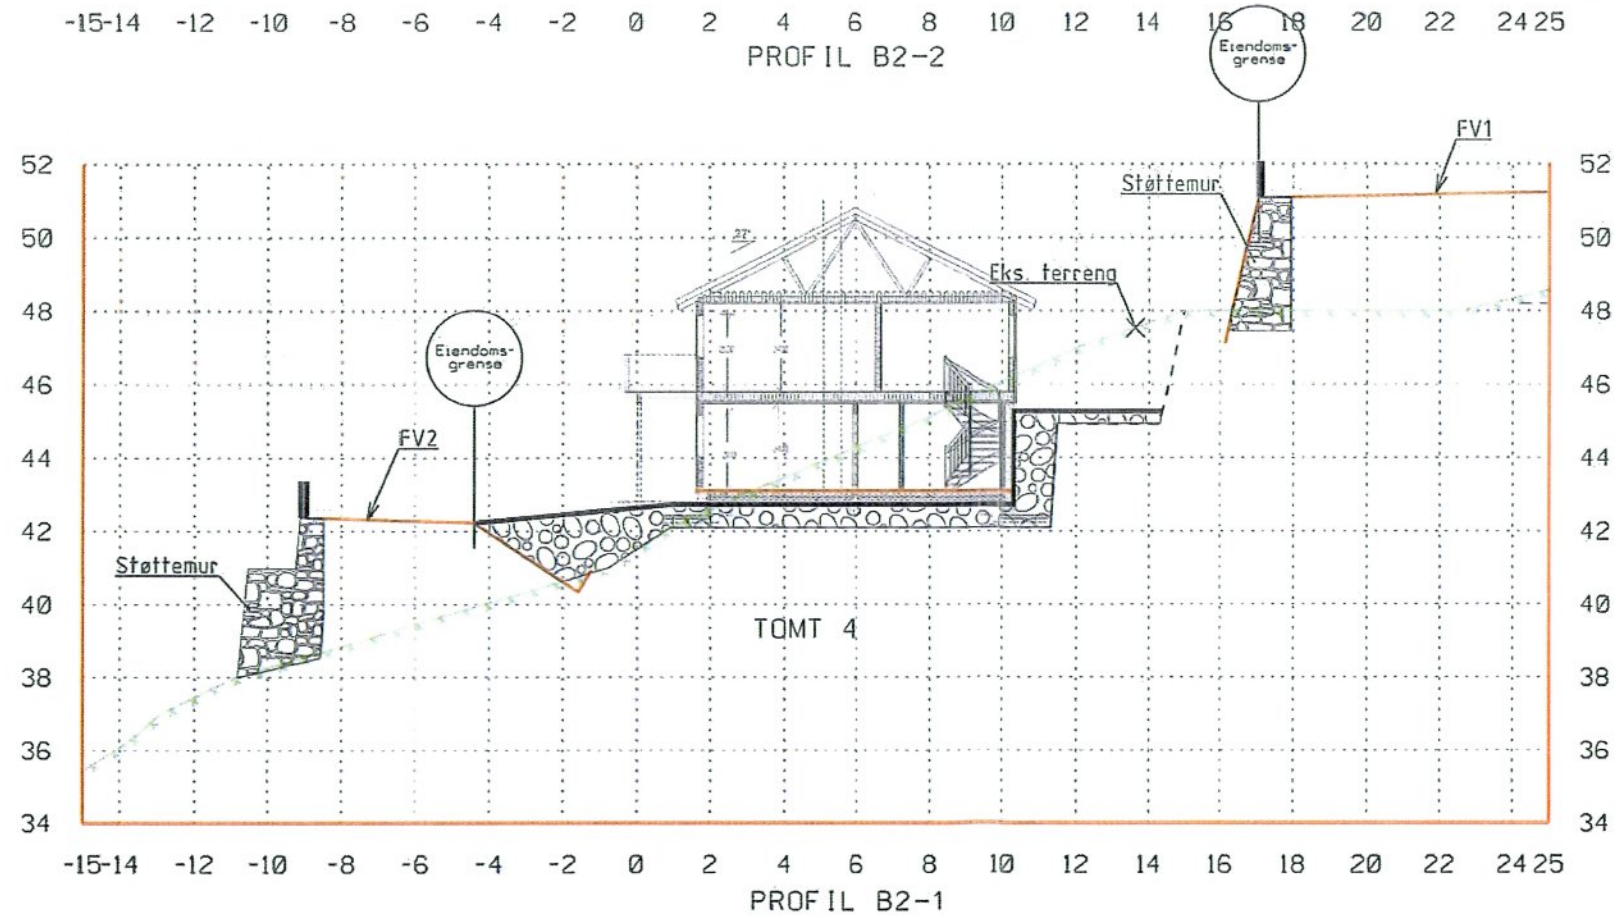 -15-14 -12 -10 -8 -6 -4 -2 0 2 4 6 8 10 12 14 16 18 20 22 24 25
PROFIL B2-2
Eiendoms-
grense
FV1
52 52
Støttemur
50 50
27°
Eks. terreng
48 48
Eiendoms-
grense
46 46
FV2
44 44
42 42
Støttemur
40 40
TOMT 4
38 38
36 36
34 34
-15-14 -12 -10 -8 -6 -4 -2 0 2 4 6 8 10 12 14 16 18 20 22 24 25
PROFIL B2-1